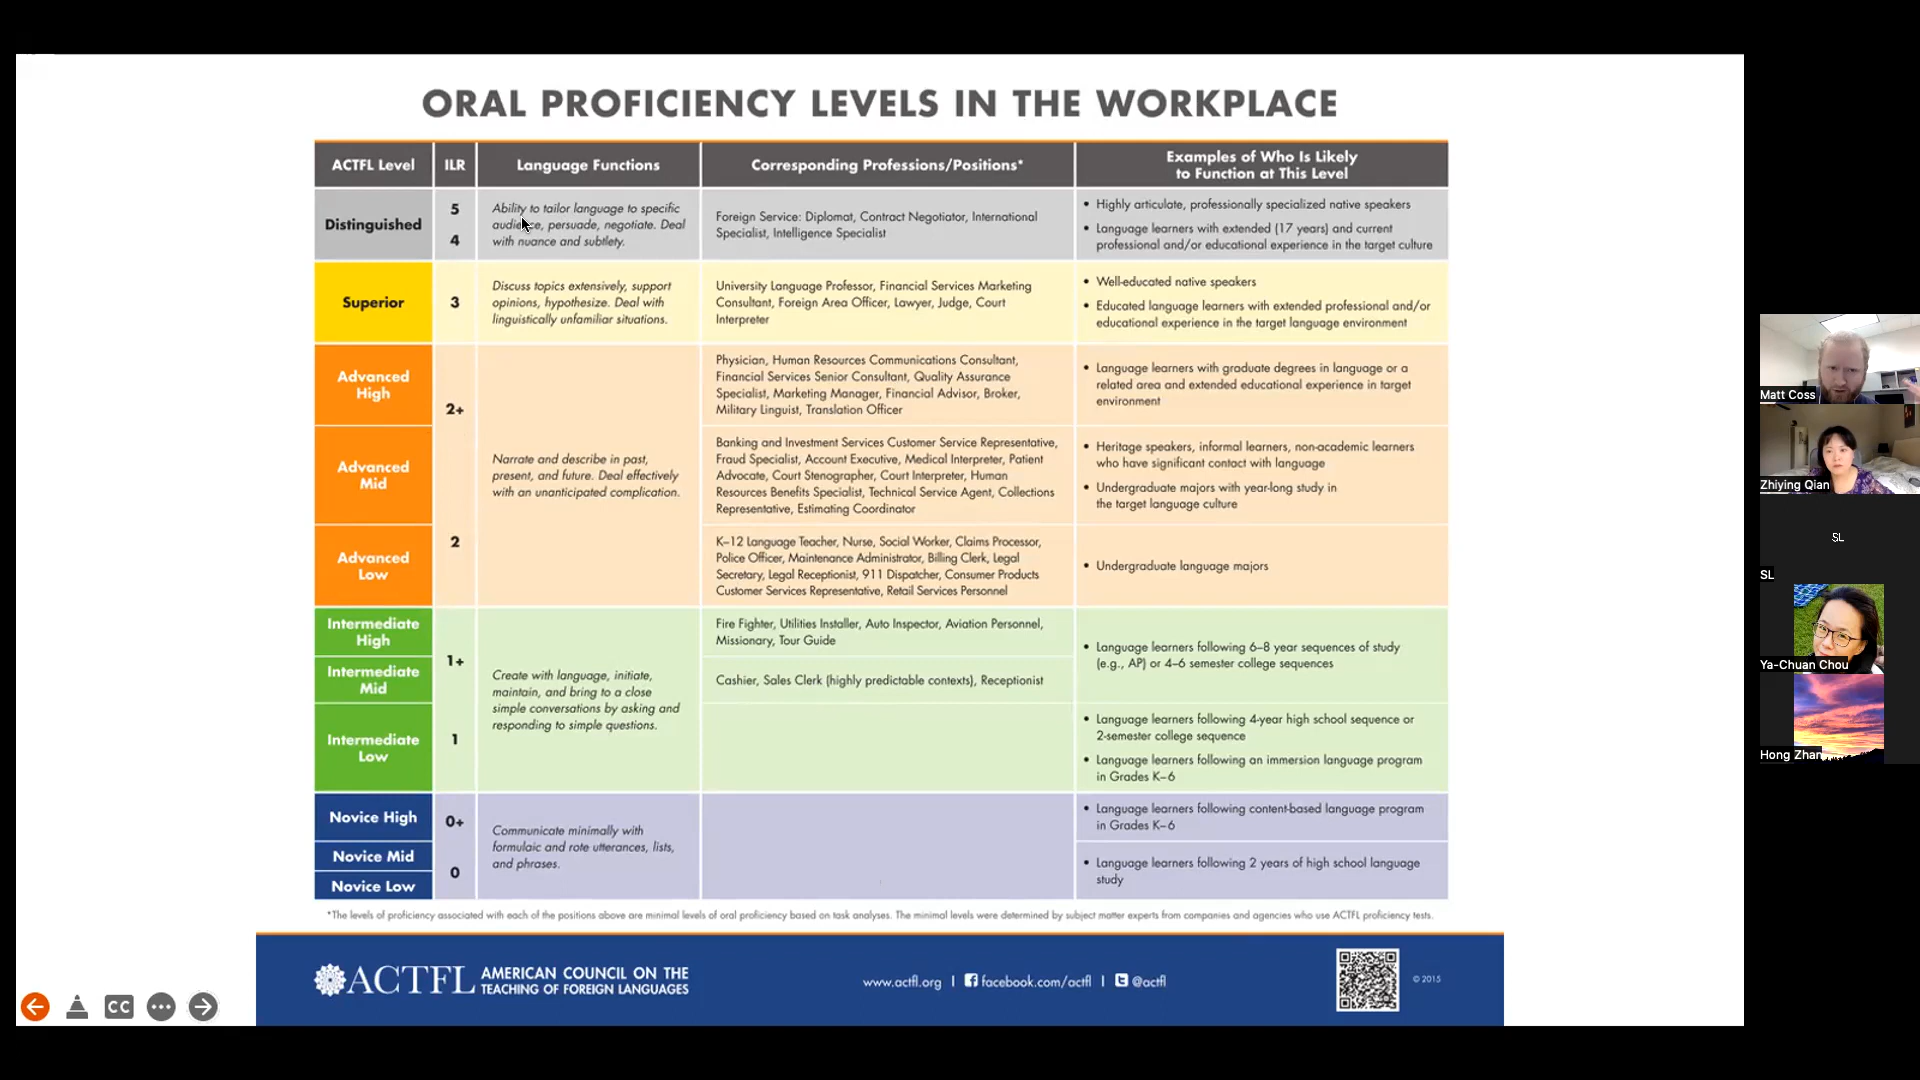 ORAL PROFICIENCY LEVELS IN THE WORKPLACE
ACTFL Level
ILR
Language Functions
Corresponding Professions/Positions*
Examples of Who Is Likely
to Function at This Level
Distinguished
5
4
Ability to tailor language to specific
audience, persuade, negotiate. Deal
with nuance and subtlety.
Foreign Service: Diplomat, Contract Negotiator, International
Specialist, Intelligence Specialist
• Highly articulate, professionally specialized native speakers
• Language learners with extended (17 years) and current
professional and/or educational experience in the target culture
Superior
3
Discuss topics extensively, support
opinions, hypothesize. Deal with
linguistically unfamiliar situations.
University Language Professor, Financial Services Marketing
Consultant, Foreign Area Officer, Lawyer, Judge, Court
Interpreter
• Well-educated native speakers
• Educated language learners with extended professional and/or
educational experience in the target language environment
Advanced
High
2+
Physician, Human Resources Communications Consultant,
Financial Services Senior Consultant, Quality Assurance
Specialist, Marketing Manager, Financial Advisor, Broker,
Military Linguist, Translation Officer
• Language learners with graduate degrees in language or a
related area and extended educational experience in target
environment
Advanced
Mid
Narrate and describe in past,
present, and future. Deal effectively
with an unanticipated complication.
Banking and Investment Services Customer Service Representative,
Fraud Specialist, Account Executive, Medical Interpreter, Patient
Advocate, Court Stenographer, Court Interpreter, Human
Resources Benefits Specialist, Technical Service Agent, Collections
Representative, Estimating Coordinator
• Heritage speakers, informal learners, non-academic learners
who have significant contact with language
• Undergraduate majors with year-long study in
the target language culture
Advanced
Low
2
K–12 Language Teacher, Nurse, Social Worker, Claims Processor,
Police Officer, Maintenance Administrator, Billing Clerk, Legal
Secretary, Legal Receptionist, 911 Dispatcher, Consumer Products
Customer Services Representative, Retail Services Personnel
• Undergraduate language majors
Intermediate
High
1+
Fire Fighter, Utilities Installer, Auto Inspector, Aviation Personnel,
Missionary, Tour Guide
• Language learners following 6–8 year sequences of study
(e.g., AP) or 4–6 semester college sequences
Intermediate
Mid
Create with language, initiate,
maintain, and bring to a close
simple conversations by asking and
responding to simple questions.
Cashier, Sales Clerk (highly predictable contexts), Receptionist
Intermediate
Low
1
• Language learners following 4-year high school sequence or
2-semester college sequence
• Language learners following an immersion language program
in Grades K–6
Novice High
0+
Communicate minimally with
formulaic and rote utterances, lists,
and phrases.
• Language learners following content-based language program
in Grades K–6
Novice Mid
0
• Language learners following 2 years of high school language
study
Novice Low
*The levels of proficiency associated with each of the positions above are minimal levels of oral proficiency based on task analyses. The minimal levels were determined by subject matter experts from companies and agencies who use ACTFL proficiency tests.
ACTFL
AMERICAN COUNCIL ON THE
TEACHING OF FOREIGN LANGUAGES
www.actfl.org | facebook.com/actfl | @actfl
© 2015
CC
Matt Coss
Zhiying Qian
SL
SL
Ya-Chuan Chou
Hong Zhan